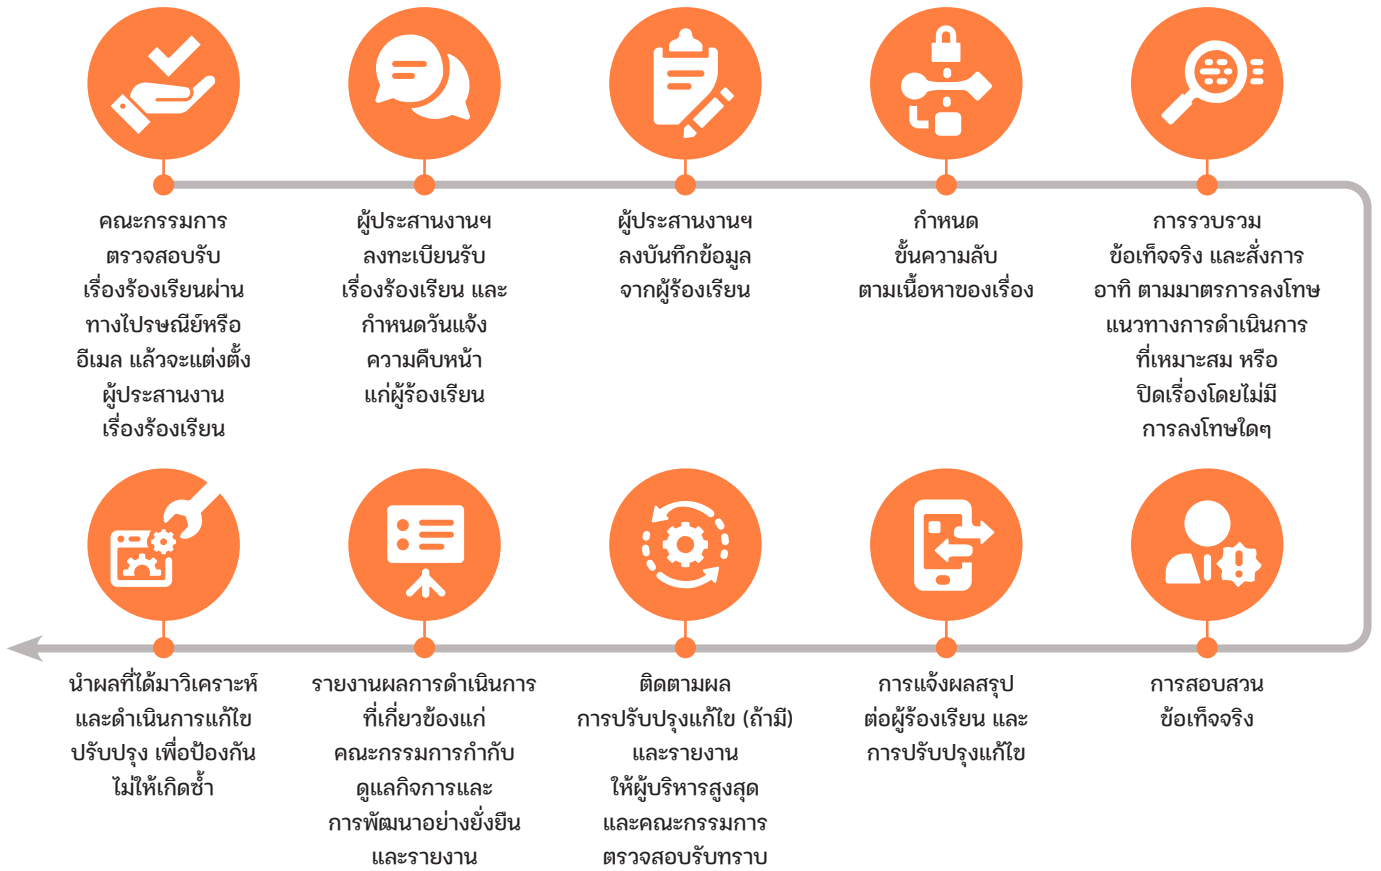 คณะกรรมการ
ตรวจสอบรับ
เรื่องร้องเรียนผ่าน
ทางไปรษณีย์หรือ
อีเมล แล้วจะแต่งตั้ง
ผู้ประสานงาน
เรื่องร้องเรียน
ผู้ประสานงานฯ
ลงทะเบียนรับ
เรื่องร้องเรียน และ
กำหนดวันแจ้ง
ความคืบหน้า
แก่ผู้ร้องเรียน
ผู้ประสานงานฯ
ลงบันทึกข้อมูล
จากผู้ร้องเรียน
กำหนด
ขั้นความลับ
ตามเนื้อหาของเรื่อง
การรวบรวม
ข้อเท็จจริง และสั่งการ
อาทิ ตามมาตรการลงโทษ
แนวทางการดำเนินการ
ที่เหมาะสม หรือ
ปิดเรื่องโดยไม่มี
การลงโทษใดๆ
การสอบสวน
ข้อเท็จจริง
การแจ้งผลสรุป
ต่อผู้ร้องเรียน และ
การปรับปรุงแก้ไข
ติดตามผล
การปรับปรุงแก้ไข (ถ้ามี)
และรายงาน
ให้ผู้บริหารสูงสุด
และคณะกรรมการ
ตรวจสอบรับทราบ
รายงานผลการดำเนินการ
ที่เกี่ยวข้องแก่
คณะกรรมการกำกับ
ดูแลกิจการและ
การพัฒนาอย่างยั่งยืน
และรายงาน
นำผลที่ได้มาวิเคราะห์
และดำเนินการแก้ไข
ปรับปรุง เพื่อป้องกัน
ไม่ให้เกิดซ้ำ